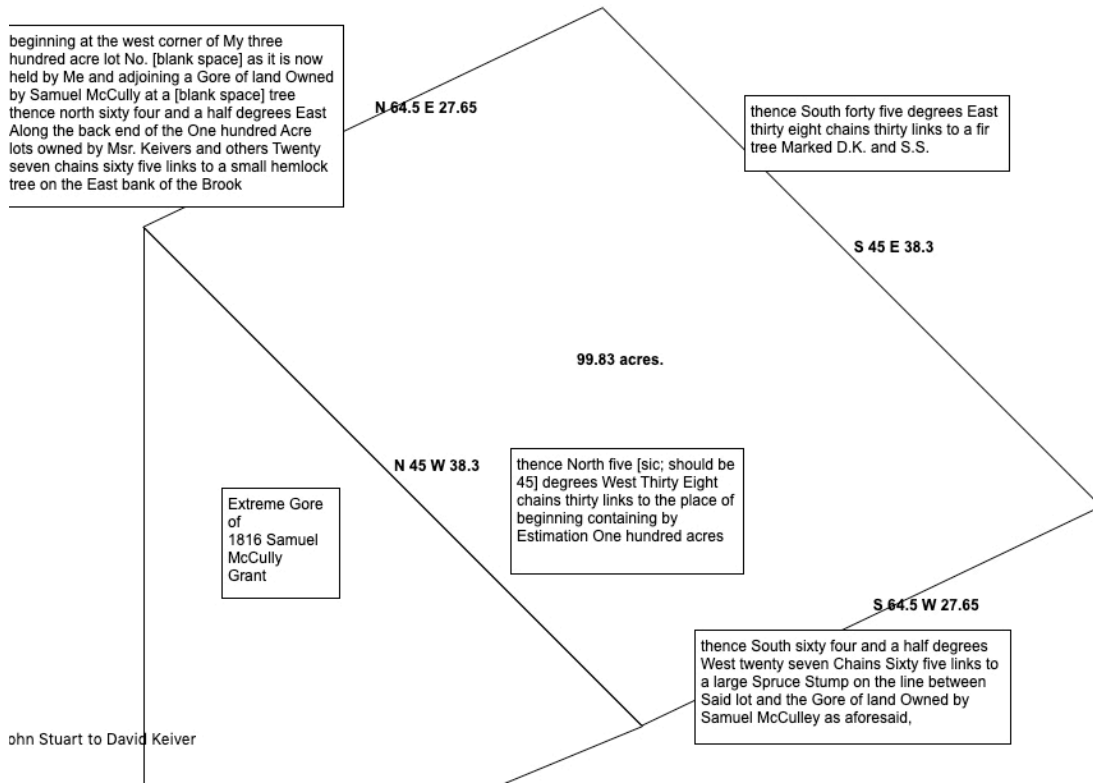 beginning at the west corner of My three
hundred acre lot No. [blank space] as it is now
held by Me and adjoining a Gore of land Owned
by Samuel McCully at a [blank space] tree
thence north sixty four and a half degrees East
Along the back end of the One hundred Acre
lots owned by Msr. Keivers and others Twenty
seven chains sixty five links to a small hemlock
tree on the East bank of the Brook
N 64.5 E 27.65
thence South forty five degrees East
thirty eight chains thirty links to a fir
tree Marked D.K. and S.S.
S 45 E 38.3
99.83 acres.
N 45 W 38.3
thence North five [sic; should be
45] degrees West Thirty Eight
chains thirty links to the place of
beginning containing by
Estimation One hundred acres
Extreme Gore
of
1816 Samuel
McCully
Grant
S 64.5 W 27.65
thence South sixty four and a half degrees
West twenty seven Chains Sixty five links to
a large Spruce Stump on the line between
Said lot and the Gore of land Owned by
Samuel McCulley as aforesaid,
ohn Stuart to David Keiver